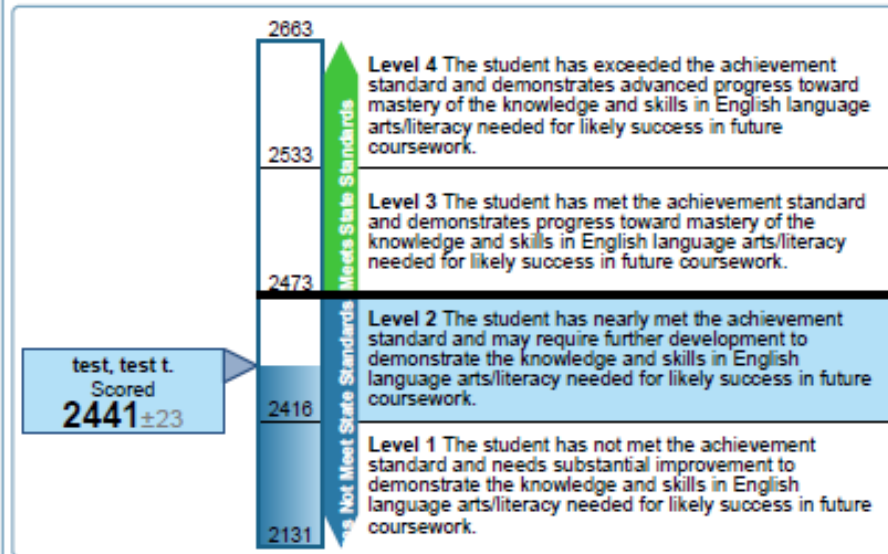 2663
Level 4 The student has exceeded the achievement
standard and demonstrates advanced progress toward
mastery of the knowledge and skills in English language
arts/literacy needed for likely success in future
coursework.
2533
Meets State Standards
Level 3 The student has met the achievement standard
and demonstrates progress toward mastery of the
knowledge and skills in English language arts/literacy
needed for likely success in future coursework.
2473
Level 2 The student has nearly met the achievement
standard and may require further development to
demonstrate the knowledge and skills in English
language arts/literacy needed for likely success in future
coursework.
test, test t.
Scored
2441±23
2416
Not Meet State Standards
Level 1 The student has not met the achievement
standard and needs substantial improvement to
demonstrate the knowledge and skills in English
language arts/literacy needed for likely success in future
coursework.
2131